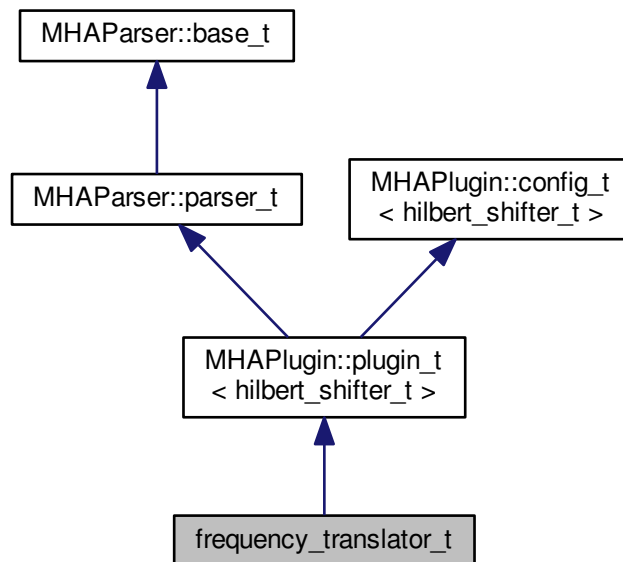 MHAParser::base_t
MHAParser::parser_t
MHAPlugin::config_t
< hilbert_shifter_t >
MHAPlugin::plugin_t
< hilbert_shifter_t >
frequency_translator_t